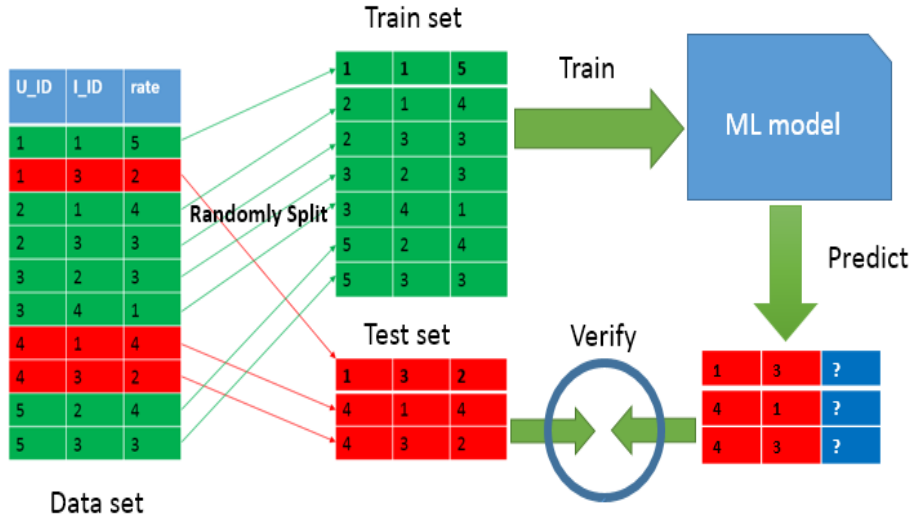 Train set
1 1 5
2 1 4
2 3 3
3 2 3
3 4 1
5 2 4
5 3 3
Train
ML model
U_ID I_ID rate
1 1 5
1 3 2
2 1 4
2 3 3
3 2 3
3 4 1
4 1 4
4 3 2
5 2 4
5 3 3
Data set
Randomly Split
Predict
Test set
1 3 2
4 1 4
4 3 2
Verify
1 3 ?
4 1 ?
4 3 ?